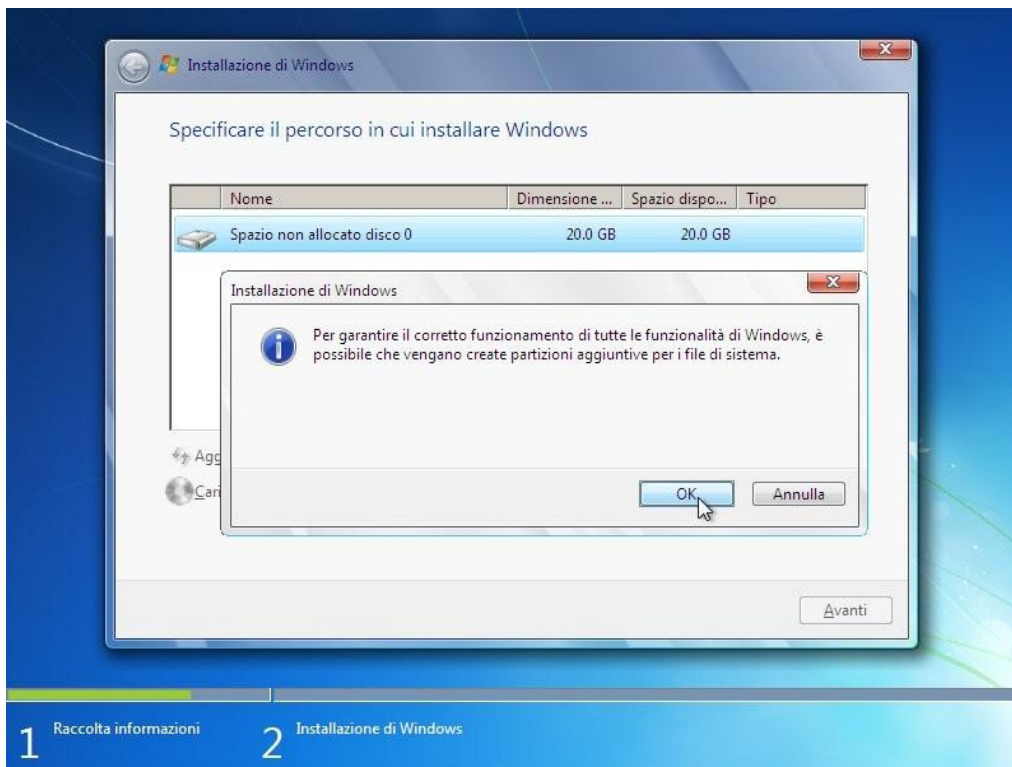 Installazione di Windows
Specificare il percorso in cui installare Windows
Nome Dimensione ... Spazio dispo... Tipo
Spazio non allocato disco 0 20.0 GB 20.0 GB
Installazione di Windows
Per garantire il corretto funzionamento di tutte le funzionalità di Windows, è
possibile che vengano create partizioni aggiuntive per i file di sistema.
Agg
Cari
OK Annulla
Avanti
1 Raccolta informazioni 2 Installazione di Windows